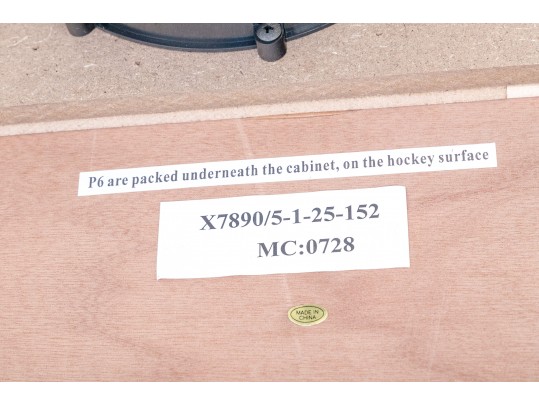 P6 are packed underneath the cabinet, on the hockey surface
X7890/5-1-25-152
MC:0728
MADE IN
CHINA